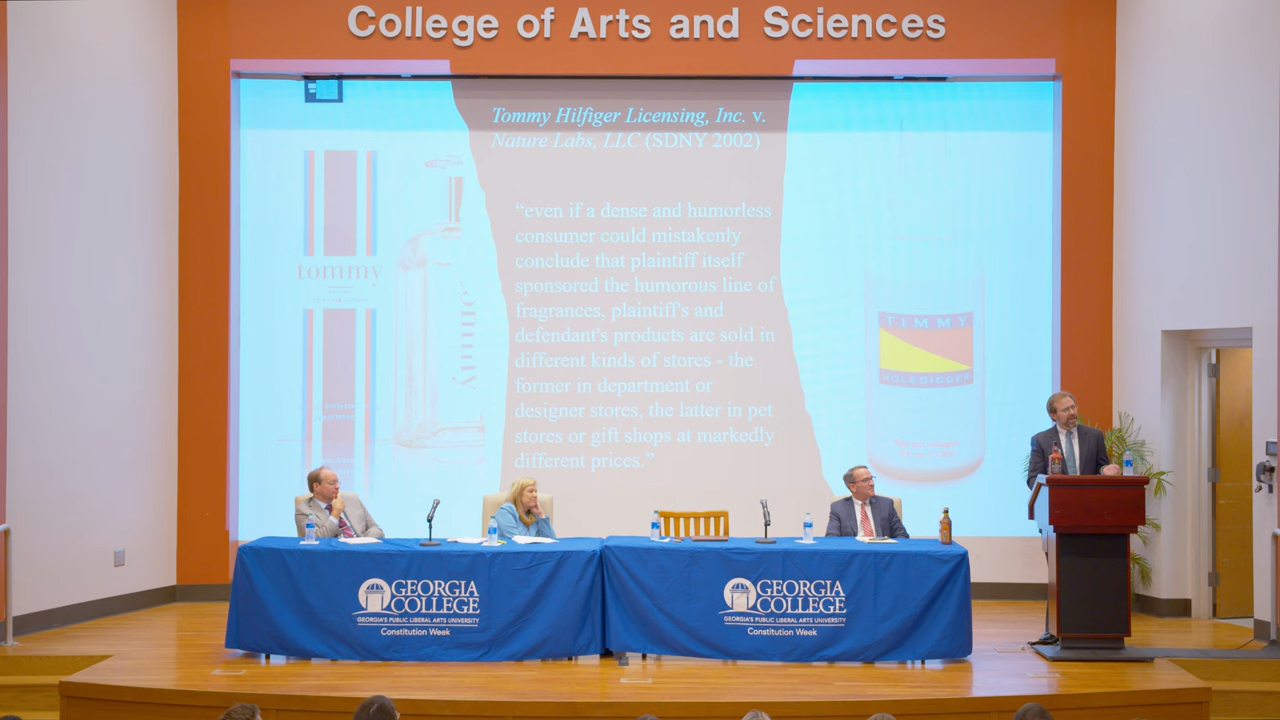 College of Arts and Sciences
Tommy Hilfiger Licensing, Inc. v.
Nature Labs, LLC (SDNY 2002)
“even if a dense and humorless
consumer could mistakenly
conclude that plaintiff itself
sponsored the humorous line of
fragrances, plaintiff's and
defendant's products are sold in
different kinds of stores - the
former in department or
designer stores, the latter in pet
stores or gift shops at markedly
different prices.”
tommy
tommy
TIMMY
HOLEDIGGER
GEORGIA
COLLEGE
GEORGIA'S PUBLIC LIBERAL ARTS UNIVERSITY
Constitution Week
GEORGIA
COLLEGE
GEORGIA'S PUBLIC LIBERAL ARTS UNIVERSITY
Constitution Week